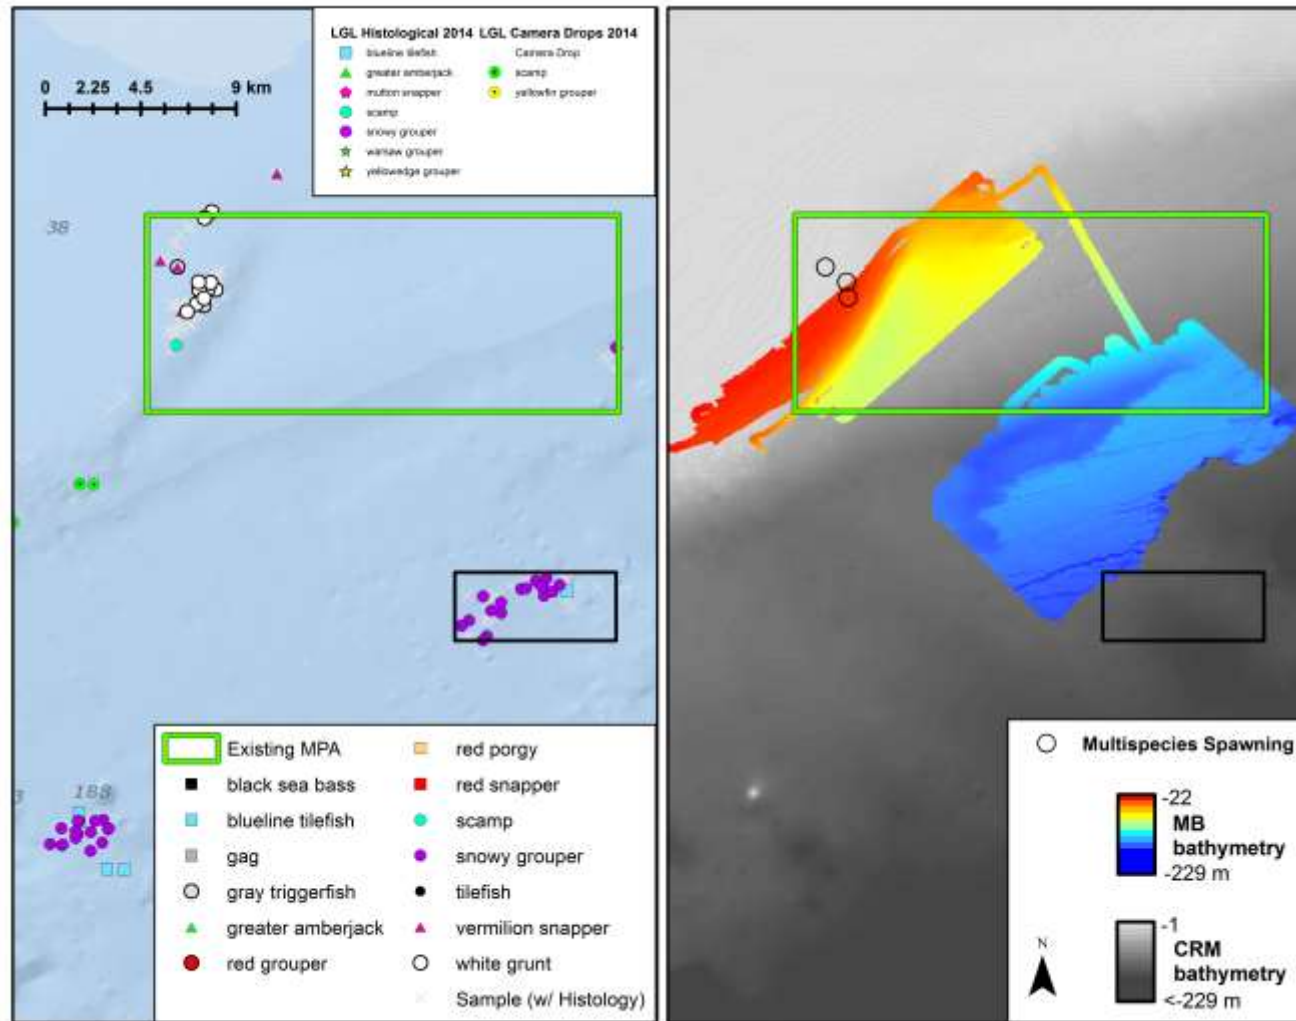 LGL Histological 2014 LGL Camera Drops 2014
blueline tilefish
Camera Drop
greater amberjack
scamp
mutton snapper
yellowfin grouper
scamp
snowy grouper
warsaw grouper
yellowedge grouper
0 2.25 4.5 9 km
38
188
Existing MPA
black sea bass
blueline tilefish
gag
gray triggerfish
greater amberjack
red grouper
red porgy
red snapper
scamp
snowy grouper
tilefish
vermilion snapper
white grunt
Sample (w/ Histology)
Multispecies Spawning
-22
MB
bathymetry
-229 m
-1
CRM
bathymetry
<-229 m
N